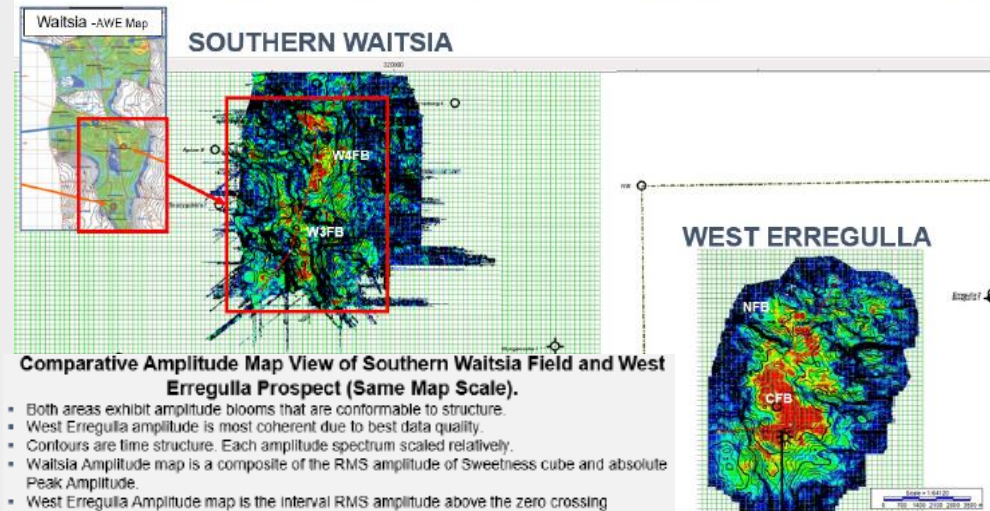 Waitsia -AWE Map
SOUTHERN WAITSIA
W4FB
W3FB
NW
WEST ERREGULLA
NFB
CFB
Comparative Amplitude Map View of Southern Waitsia Field and West
Erregulla Prospect (Same Map Scale).
Both areas exhibit amplitude blooms that are conformable to structure.
West Erregulla amplitude is most coherent due to best data quality.
Contours are time structure. Each amplitude spectrum scaled relatively.
Waitsia Amplitude map is a composite of the RMS amplitude of Sweetness cube and absolute
Peak Amplitude.
West Erregulla Amplitude map is the interval RMS amplitude above the zero crossing